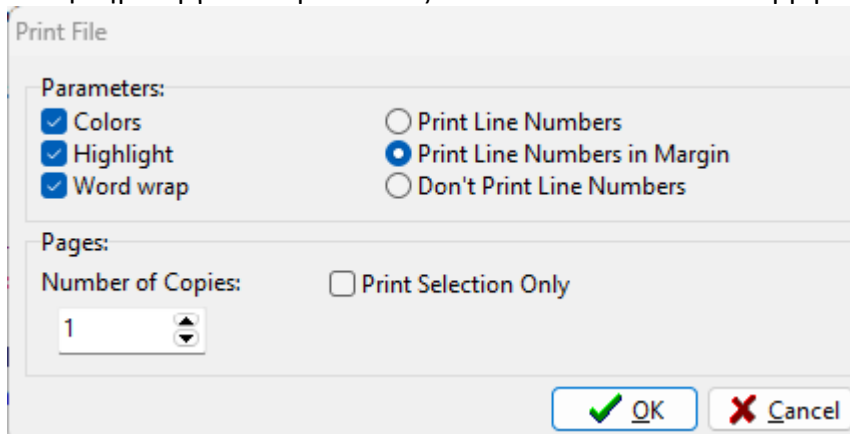 Print File
Parameters:
Colors
Print Line Numbers
Highlight
Print Line Numbers in Margin
Word wrap
Don't Print Line Numbers
Pages:
Number of Copies:
Print Selection Only
1
OK
Cancel